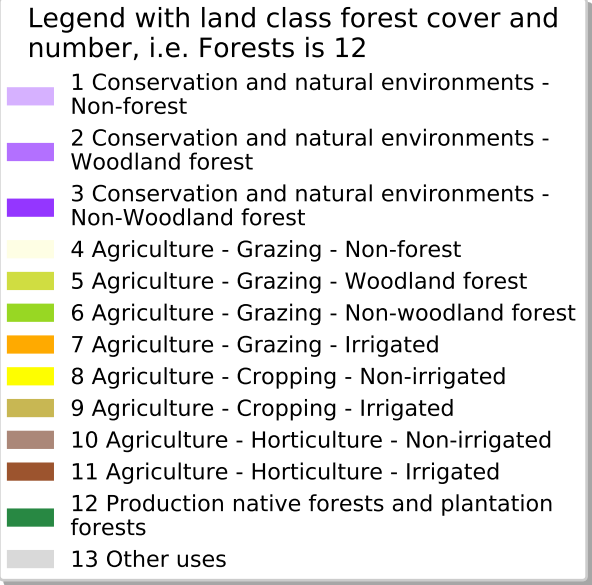 Legend with land class forest cover and
number, i.e. Forests is 12
1 Conservation and natural environments -
Non-forest
2 Conservation and natural environments -
Woodland forest
3 Conservation and natural environments -
Non-Woodland forest
4 Agriculture - Grazing - Non-forest
5 Agriculture - Grazing - Woodland forest
6 Agriculture - Grazing - Non-woodland forest
7 Agriculture - Grazing - Irrigated
8 Agriculture - Cropping - Non-irrigated
9 Agriculture - Cropping - Irrigated
10 Agriculture - Horticulture - Non-irrigated
11 Agriculture - Horticulture - Irrigated
12 Production native forests and plantation
forests
13 Other uses